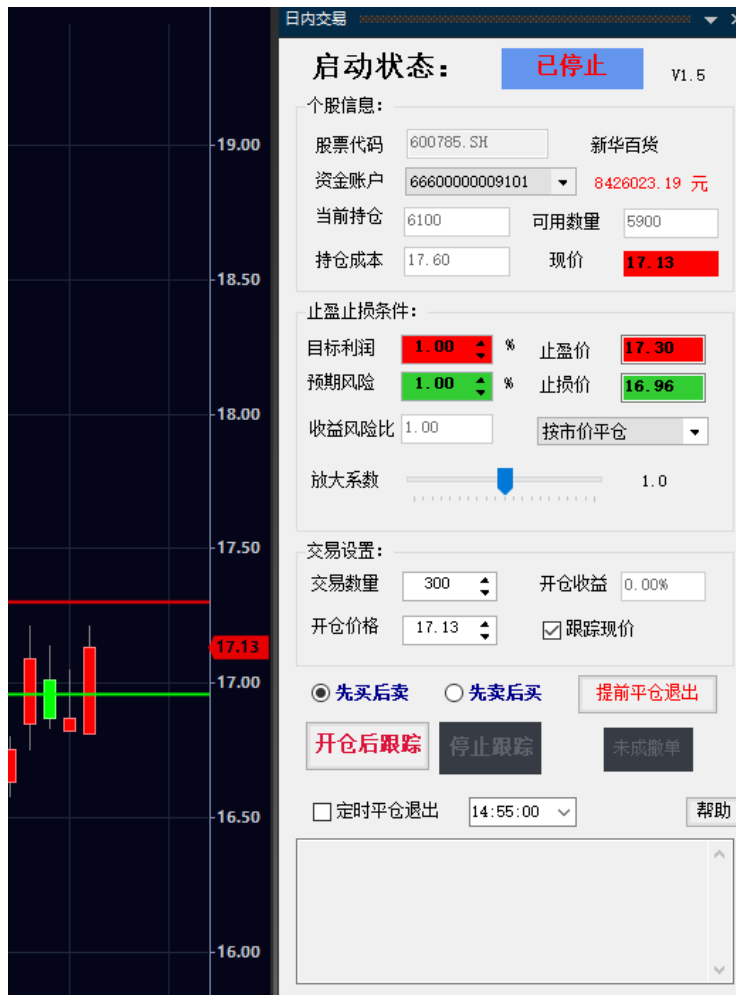 日内交易
启动状态： 已停止 V1.5
个股信息：
股票代码 600785.SH 新华百货
资金账户 66600000009101 8426023.19 元
当前持仓 6100 可用数量 5900
持仓成本 17.60 现价 17.13
止盈止损条件：
目标利润 1.00 % 止盈价 17.30
预期风险 1.00 % 止损价 16.96
收益风险比 1.00 按市价平仓
放大系数 1.0
交易设置：
交易数量 300 开仓收益 0.00%
开仓价格 17.13 跟踪现价
先买后卖 先卖后买 提前平仓退出
开仓后跟踪 停止跟踪 未成撤单
定时平仓退出 14:55:00 帮助
19.00
18.50
18.00
17.50
17.13
17.00
16.50
16.00